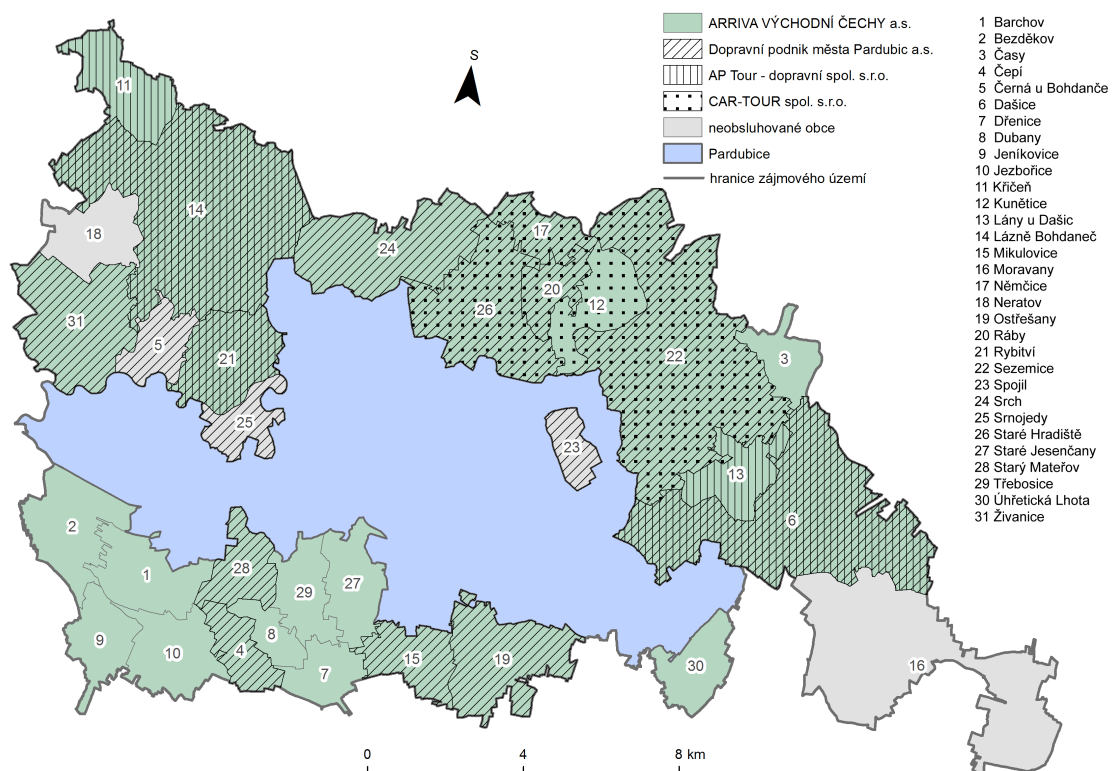 S
ARRIVA VÝCHODNÍ ČECHY a.s.
Dopravní podnik města Pardubic a.s.
AP Tour - dopravní spol. s.r.o.
CAR-TOUR spol. s.r.o.
neobsluhované obce
Pardubice
hranice zájmového území
1 Barchov
2 Bezděkov
3 Časy
4 Čepí
5 Černá u Bohdanče
6 Dašice
7 Dřenice
8 Dubany
9 Jeníkovice
10 Jezbořice
11 Křičeň
12 Kunětice
13 Lány u Dašic
14 Lázně Bohdaneč
15 Mikulovice
16 Moravany
17 Němčice
18 Neratov
19 Ostřešany
20 Ráby
21 Rybitví
22 Sezemice
23 Spojil
24 Srch
25 Srnojedy
26 Staré Hradiště
27 Staré Jesenčany
28 Starý Mateřov
29 Třebosice
30 Úhřetická Lhota
31 Živanice
11
14
18
24
17
20
26
12
31
5
21
22
3
25
23
13
6
2
1
28
29
27
9
10
4
8
7
15
19
30
16
0 4 8 km